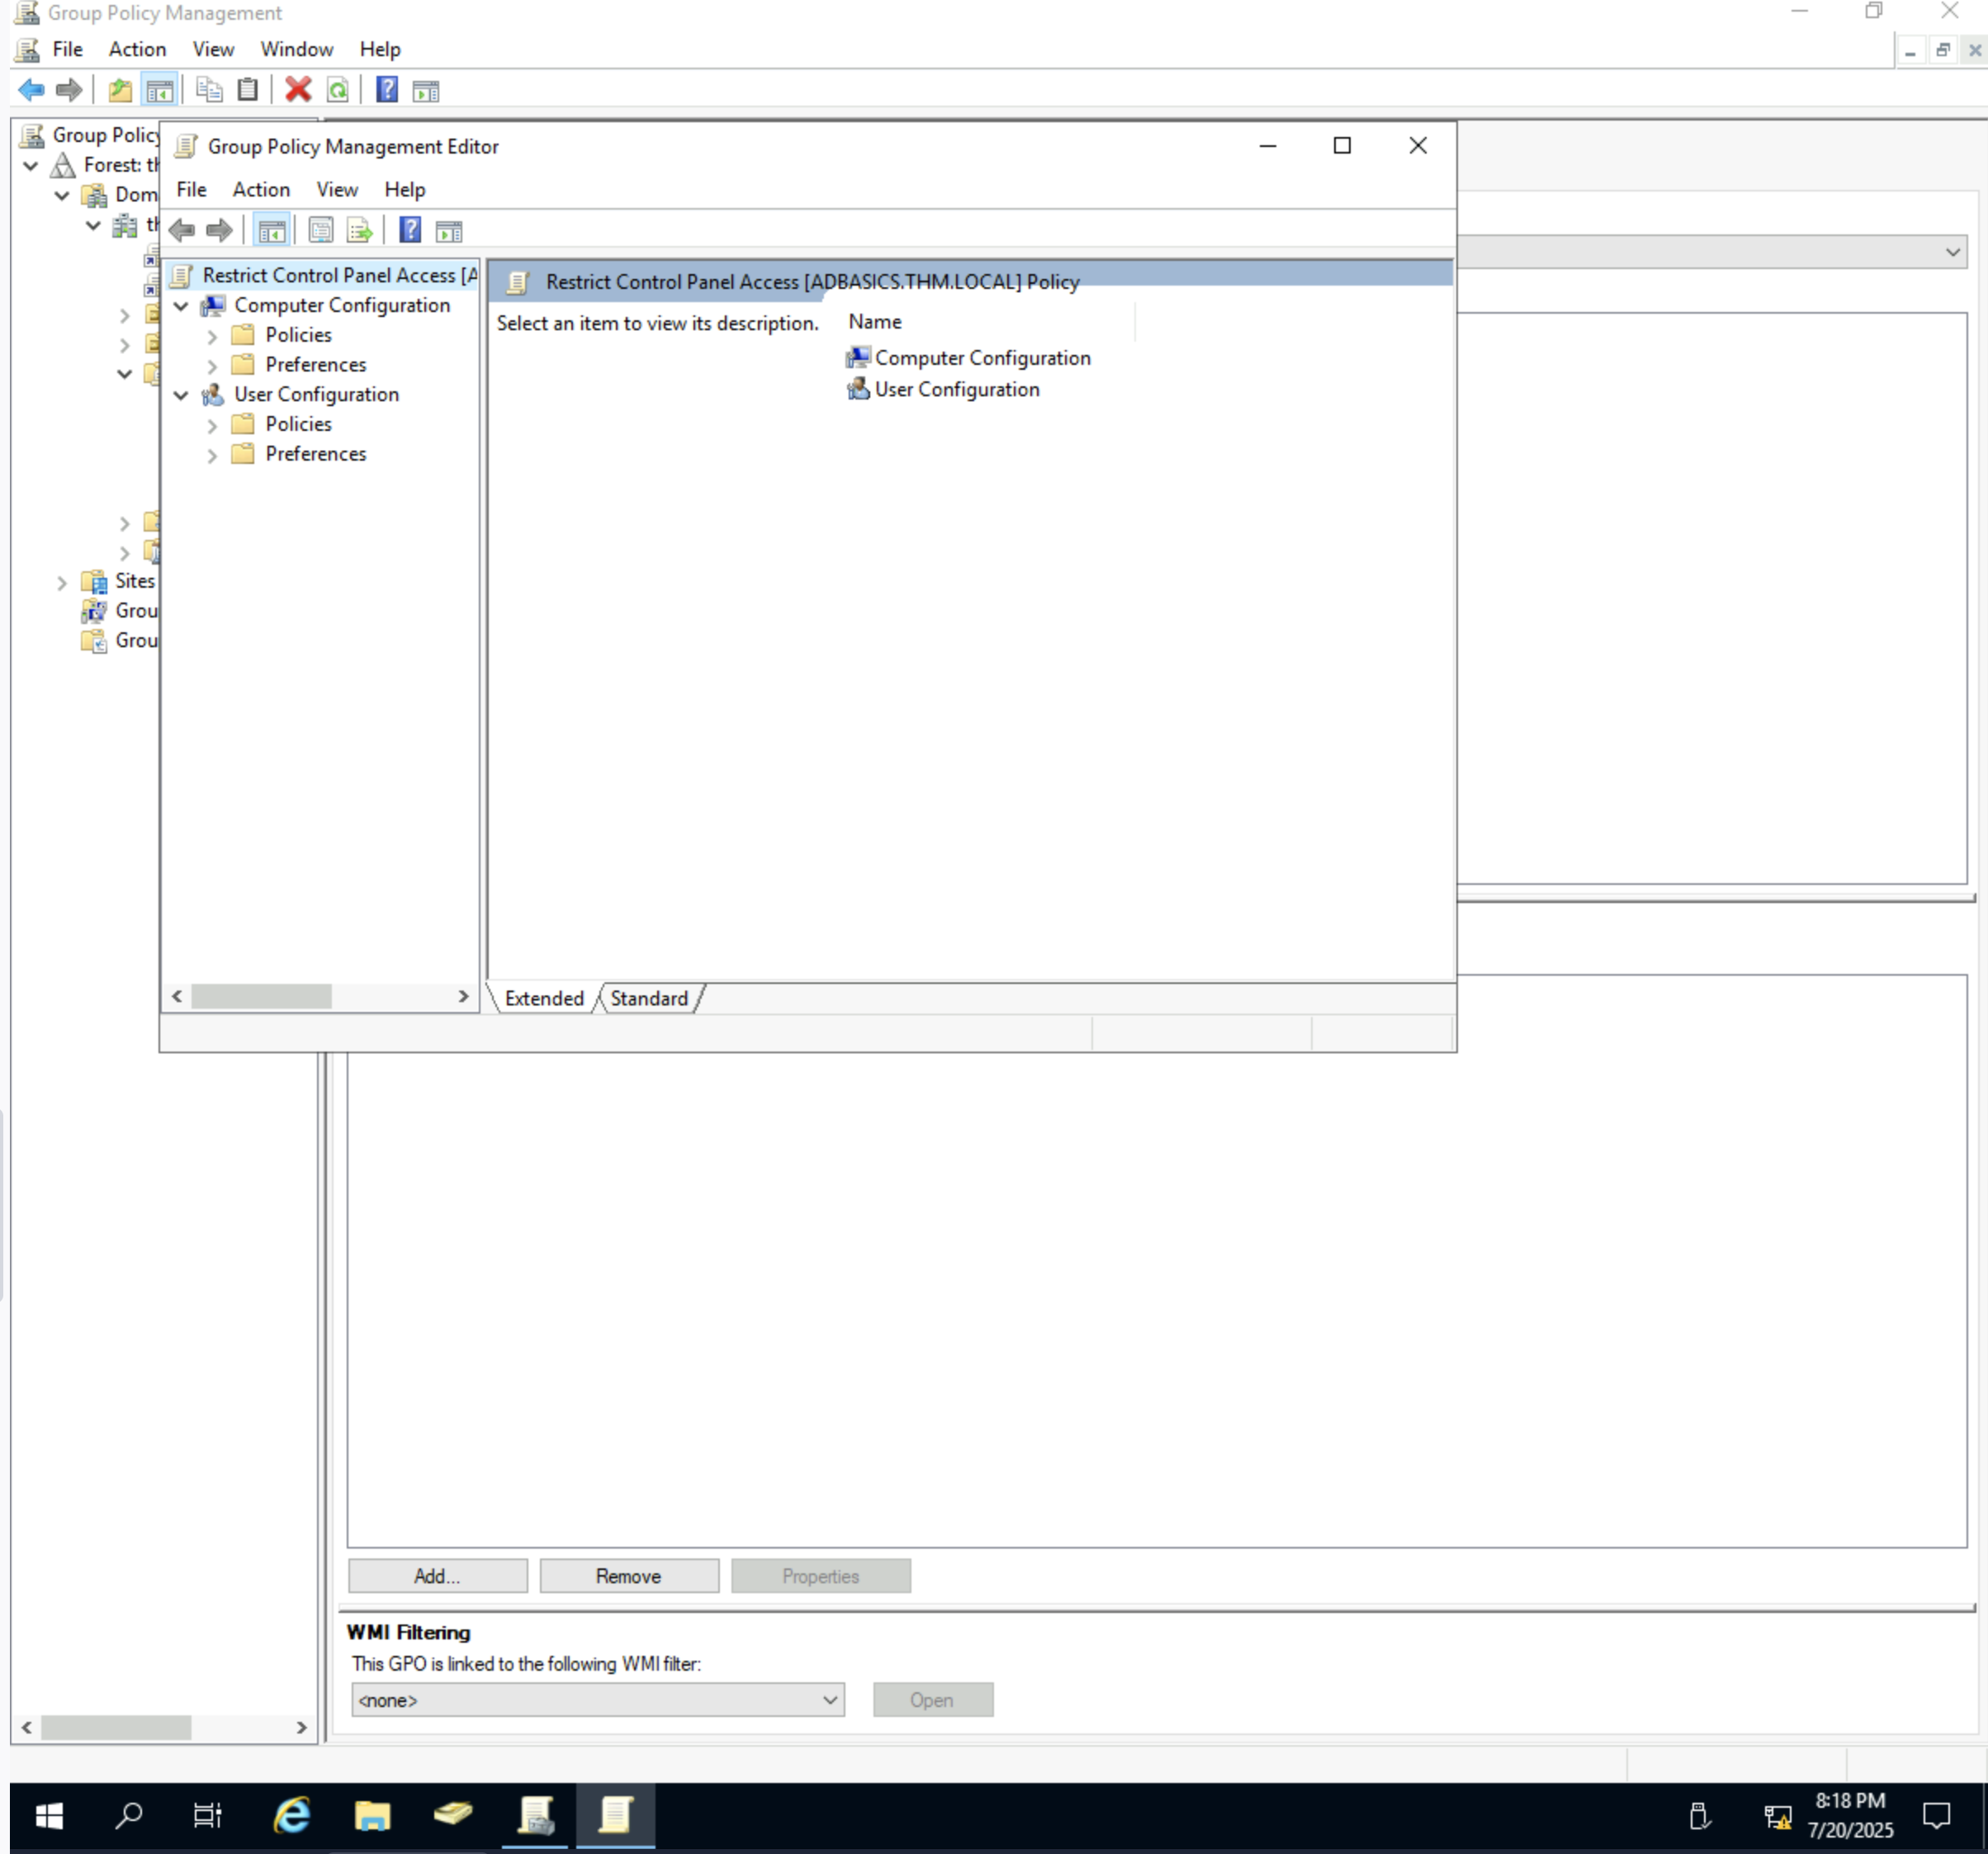 Group Policy Management
File Action View Window Help
Group Policy
Forest: th
Dom
th
Sites
Grou
Grou
Group Policy Management Editor
File Action View Help
Restrict Control Panel Access [A
Computer Configuration
Policies
Preferences
User Configuration
Policies
Preferences
Restrict Control Panel Access [ADBASICS.THM.LOCAL] Policy
Select an item to view its description.
Name
Computer Configuration
User Configuration
Extended Standard
Add... Remove Properties
WMI Filtering
This GPO is linked to the following WMI filter:
<none> Open
8:18 PM
7/20/2025